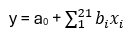 y = a₀ + ∑₁²¹ bᵢxᵢ